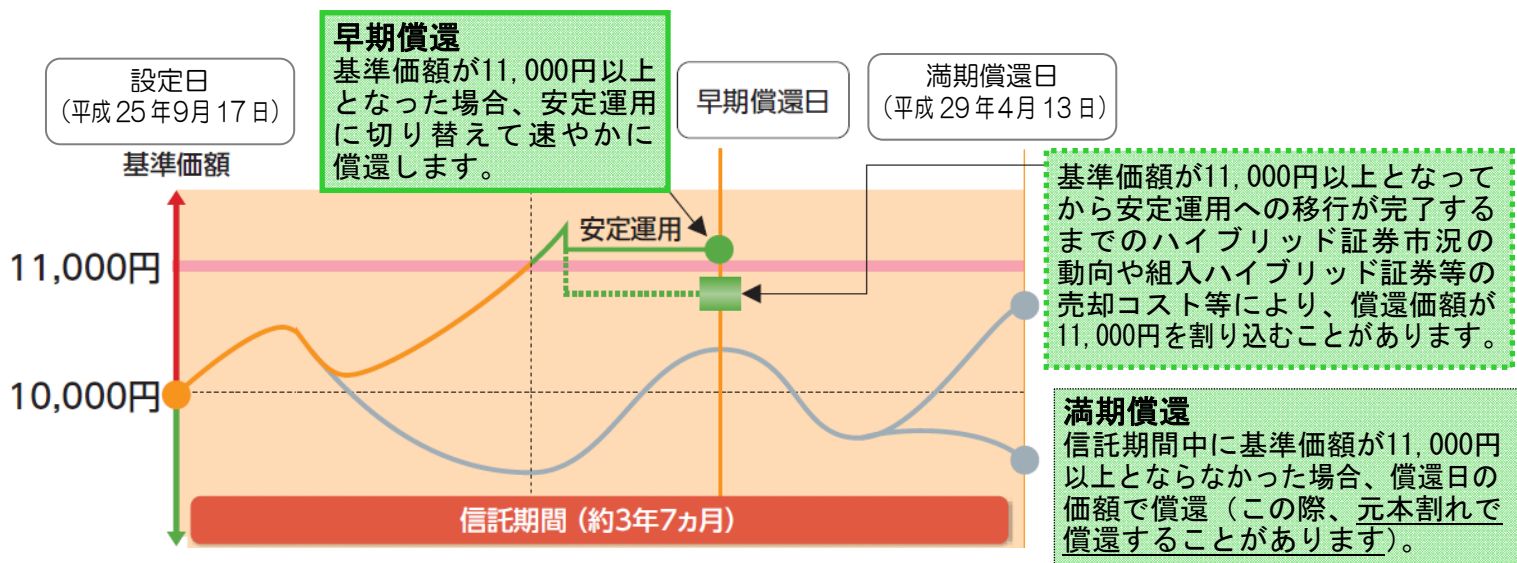 設定日
(平成25年9月17日)
早期償還
基準価額が11,000円以上
となった場合、安定運用
に切り替えて速やかに
償還します。
早期償還日
満期償還日
(平成29年4月13日)
基準価額
安定運用
11,000円
10,000円
信託期間(約3年7ヵ月)
基準価額が11,000円以上となって
から安定運用への移行が完了する
までのハイブリッド証券市況の
動向や組入ハイブリッド証券等の
売却コスト等により、償還価額が
11,000円を割り込むことがあります。
満期償還
信託期間中に基準価額が11,000円
以上とならなかった場合、償還日の
価額で償還(この際、元本割れで
償還することがあります)。